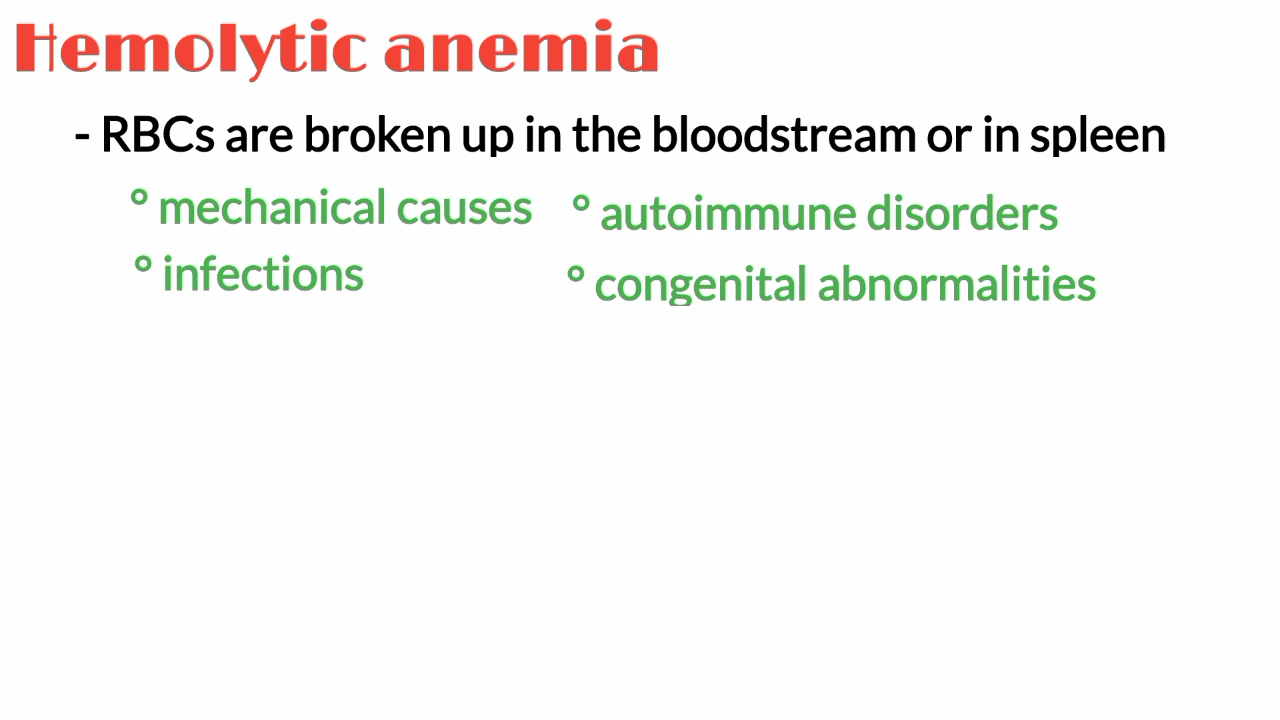 Hemolytic anemia
- RBCs are broken up in the bloodstream or in spleen
° mechanical causes ° autoimmune disorders
° infections ° congenital abnormalities